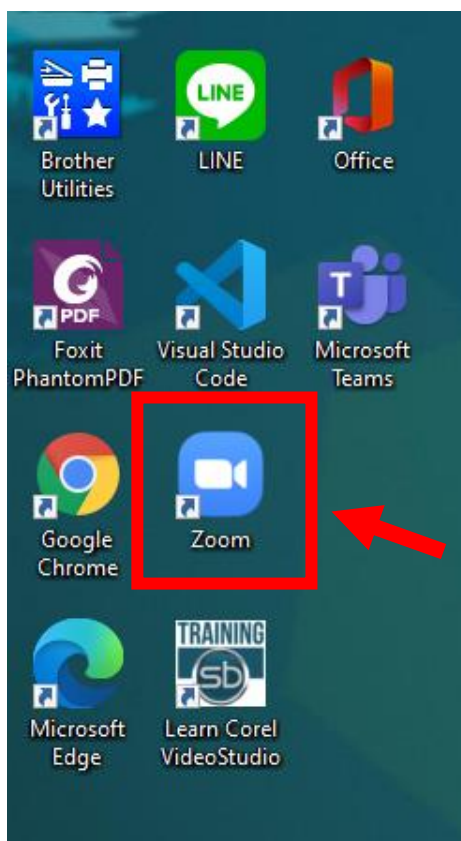 Brother
Utilities
LINE
LINE
Office
G
PDF
Foxit
PhantomPDF
Visual Studio
Code
T
Microsoft
Teams
Google
Chrome
Zoom
Microsoft
Edge
TRAINING
sb
Learn Corel
VideoStudio